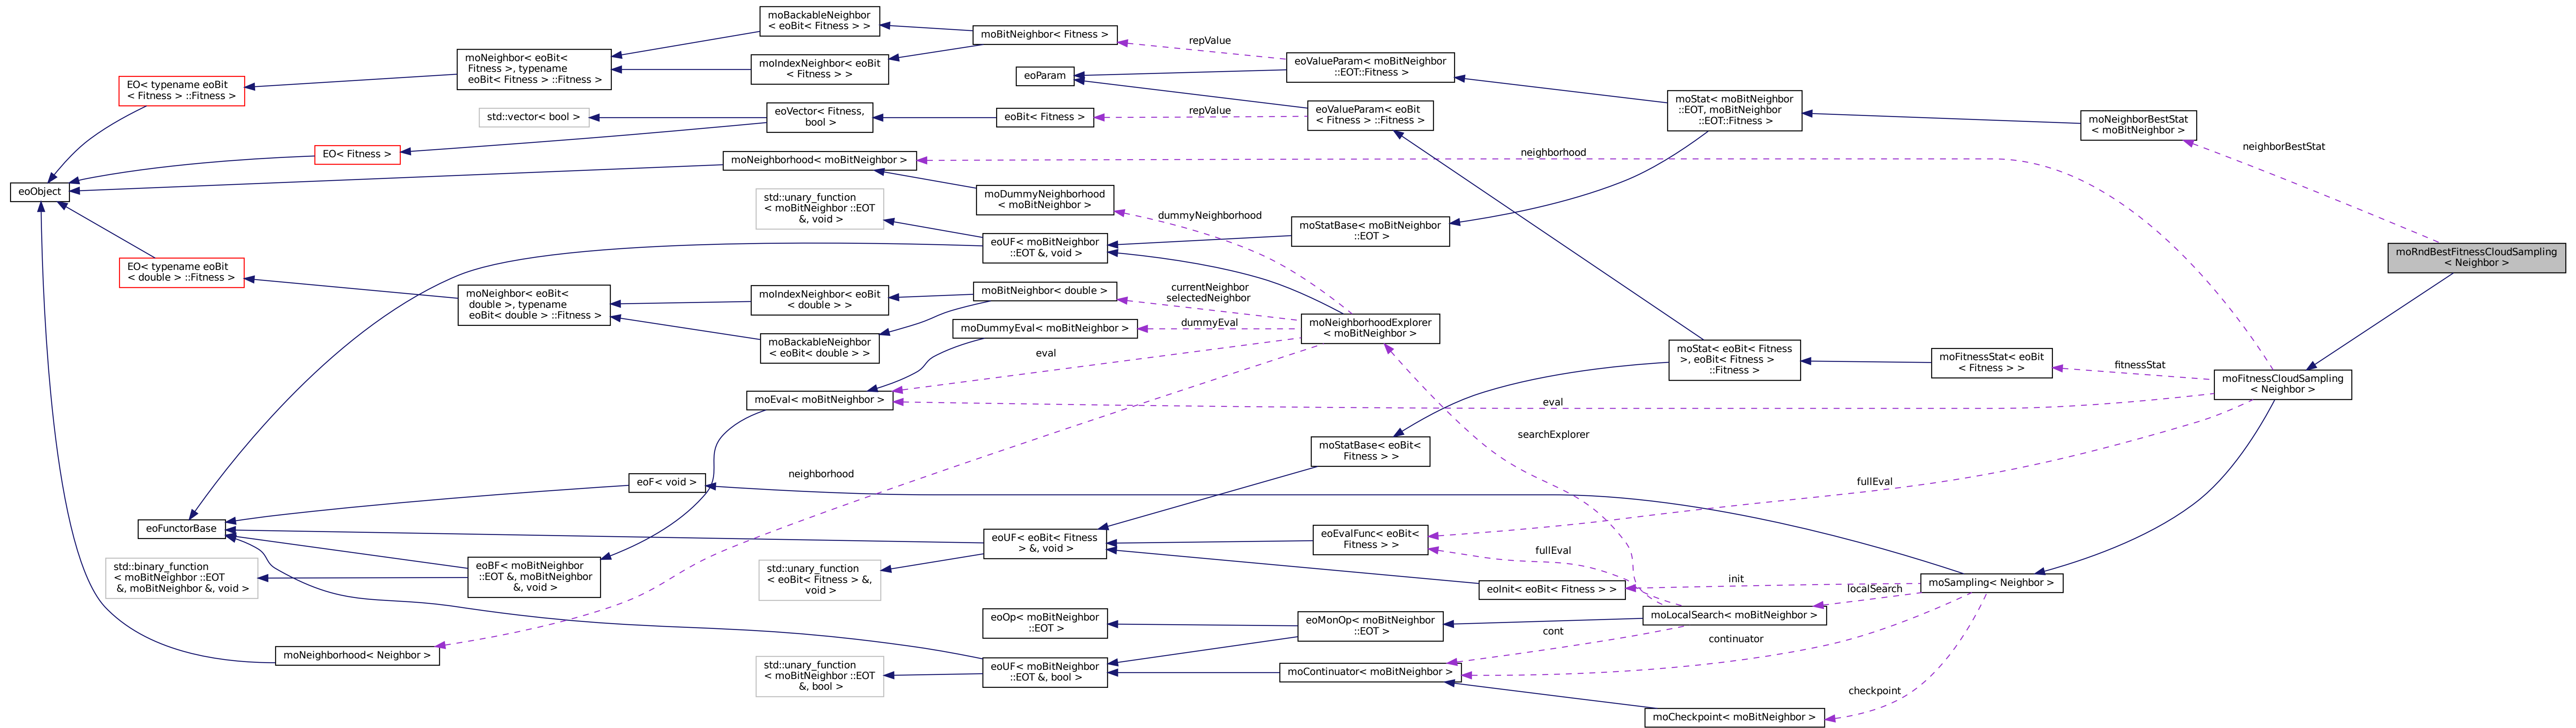 moBackableNeighbor
< eoBit< Fitness > >
moBitNeighbor< Fitness >
repValue
moNeighbor< eoBit<
Fitness >, typename
eoBit< Fitness > ::Fitness >
moIndexNeighbor< eoBit
< Fitness > >
eoParam
eoValueParam< moBitNeighbor
::EOT::Fitness >
EO< typename eoBit
< Fitness > ::Fitness >
std::vector< bool >
eoVector< Fitness,
bool >
eoBit< Fitness >
repValue
eoValueParam< eoBit
< Fitness > ::Fitness >
moStat< moBitNeighbor
::EOT, moBitNeighbor
::EOT::Fitness >
moNeighborBestStat
< moBitNeighbor >
neighborBestStat
EO< Fitness >
moNeighborhood< moBitNeighbor >
neighborhood
eoObject
std::unary_function
< moBitNeighbor ::EOT
&, void >
moDummyNeighborhood
< moBitNeighbor >
dummyNeighborhood
moStatBase< moBitNeighbor
::EOT >
eoUF< moBitNeighbor
::EOT &, void >
moRndBestFitnessCloudSampling
< Neighbor >
EO< typename eoBit
< double > ::Fitness >
moNeighbor< eoBit<
double >, typename
eoBit< double > ::Fitness >
moIndexNeighbor< eoBit
< double > >
moBitNeighbor< double >
currentNeighbor
selectedNeighbor
moDummyEval< moBitNeighbor >
dummyEval
moNeighborhoodExplorer
< moBitNeighbor >
moBackableNeighbor
< eoBit< double > >
eval
moStat< eoBit< Fitness
>, eoBit< Fitness >
::Fitness >
moFitnessStat< eoBit
< Fitness > >
fitnessStat
moFitnessCloudSampling
< Neighbor >
moEval< moBitNeighbor >
eval
searchExplorer
moStatBase< eoBit<
Fitness > >
neighborhood
eoF< void >
fullEval
eoFunctorBase
eoUF< eoBit< Fitness
> &, void >
eoEvalFunc< eoBit<
Fitness > >
fullEval
std::binary_function
< moBitNeighbor ::EOT
&, moBitNeighbor &, void >
eoBF< moBitNeighbor
::EOT &, moBitNeighbor
&, void >
std::unary_function
< eoBit< Fitness > &,
void >
eoInit< eoBit< Fitness > >
init
moSampling< Neighbor >
localSearch
eoOp< moBitNeighbor
::EOT >
eoMonOp< moBitNeighbor
::EOT >
moLocalSearch< moBitNeighbor >
cont
continuator
moNeighborhood< Neighbor >
std::unary_function
< moBitNeighbor ::EOT
&, bool >
eoUF< moBitNeighbor
::EOT &, bool >
moContinuator< moBitNeighbor >
checkpoint
moCheckpoint< moBitNeighbor >